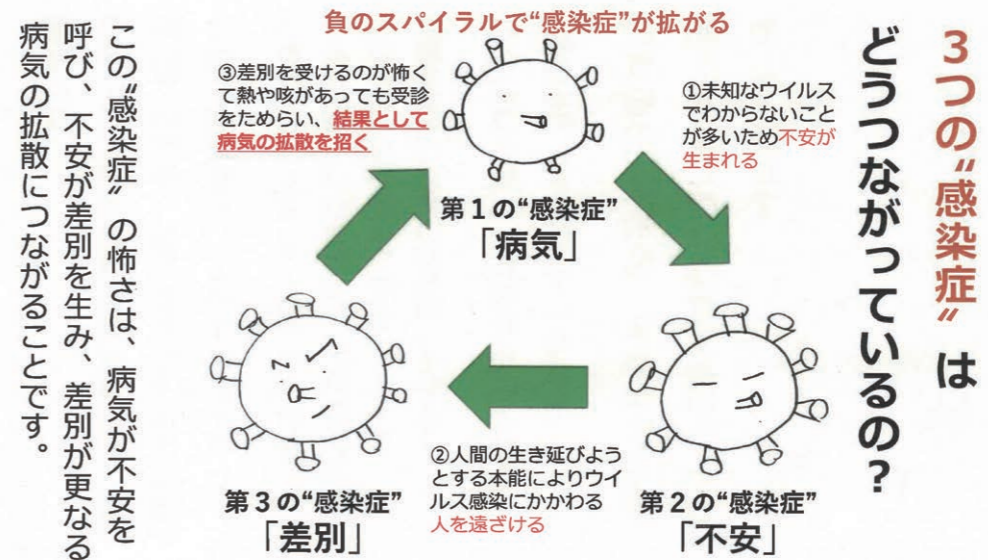 3つの“感染症”は
どうつながっているの？
負のスパイラルで“感染症”が拡がる
①未知なウイルス
でわからないこと
が多いため不安が
生まれる
第1の“感染症”
「病気」
③差別を受けるのが怖く
て熱や咳があっても受診
をためらい、結果として
病気の拡散を招く
②人間の生き延びよう
とする本能によりウイ
ルス感染にかかわる
人を遠ざける
第2の“感染症”
「不安」
第3の“感染症”
「差別」
この“感染症”の怖さは、病気が不安を
呼び、不安が差別を生み、差別が更なる
病気の拡散につながることです。